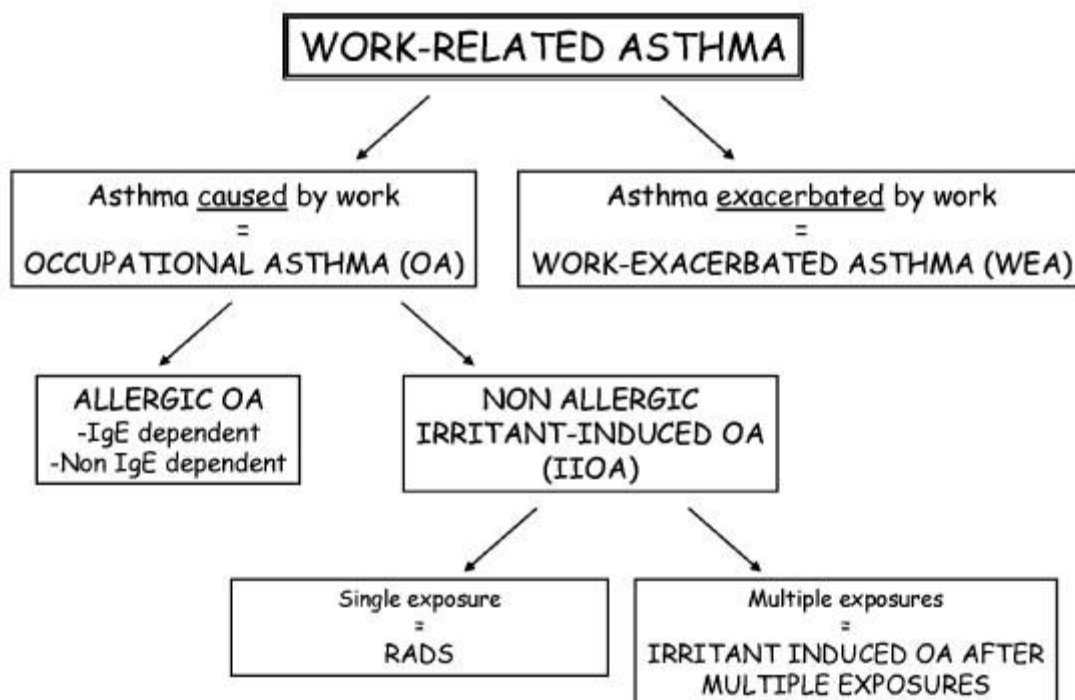 WORK-RELATED ASTHMA
Asthma caused by work
=
OCCUPATIONAL ASTHMA (OA)
Asthma exacerbated by work
=
WORK-EXACERBATED ASTHMA (WEA)
ALLERGIC OA
-IgE dependent
-Non IgE dependent
NON ALLERGIC
IRRITANT-INDUCED OA
(IIOA)
Single exposure
=
RADS
Multiple exposures
=
IRRITANT INDUCED OA AFTER
MULTIPLE EXPOSURES